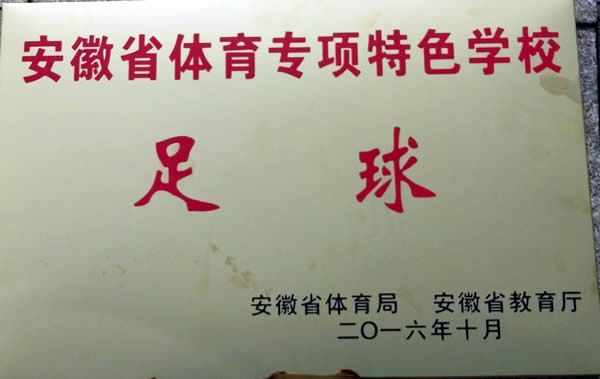 安徽省体育专项特色学校
足 球
安徽省体育局 安徽省教育厅
二〇一六年十月